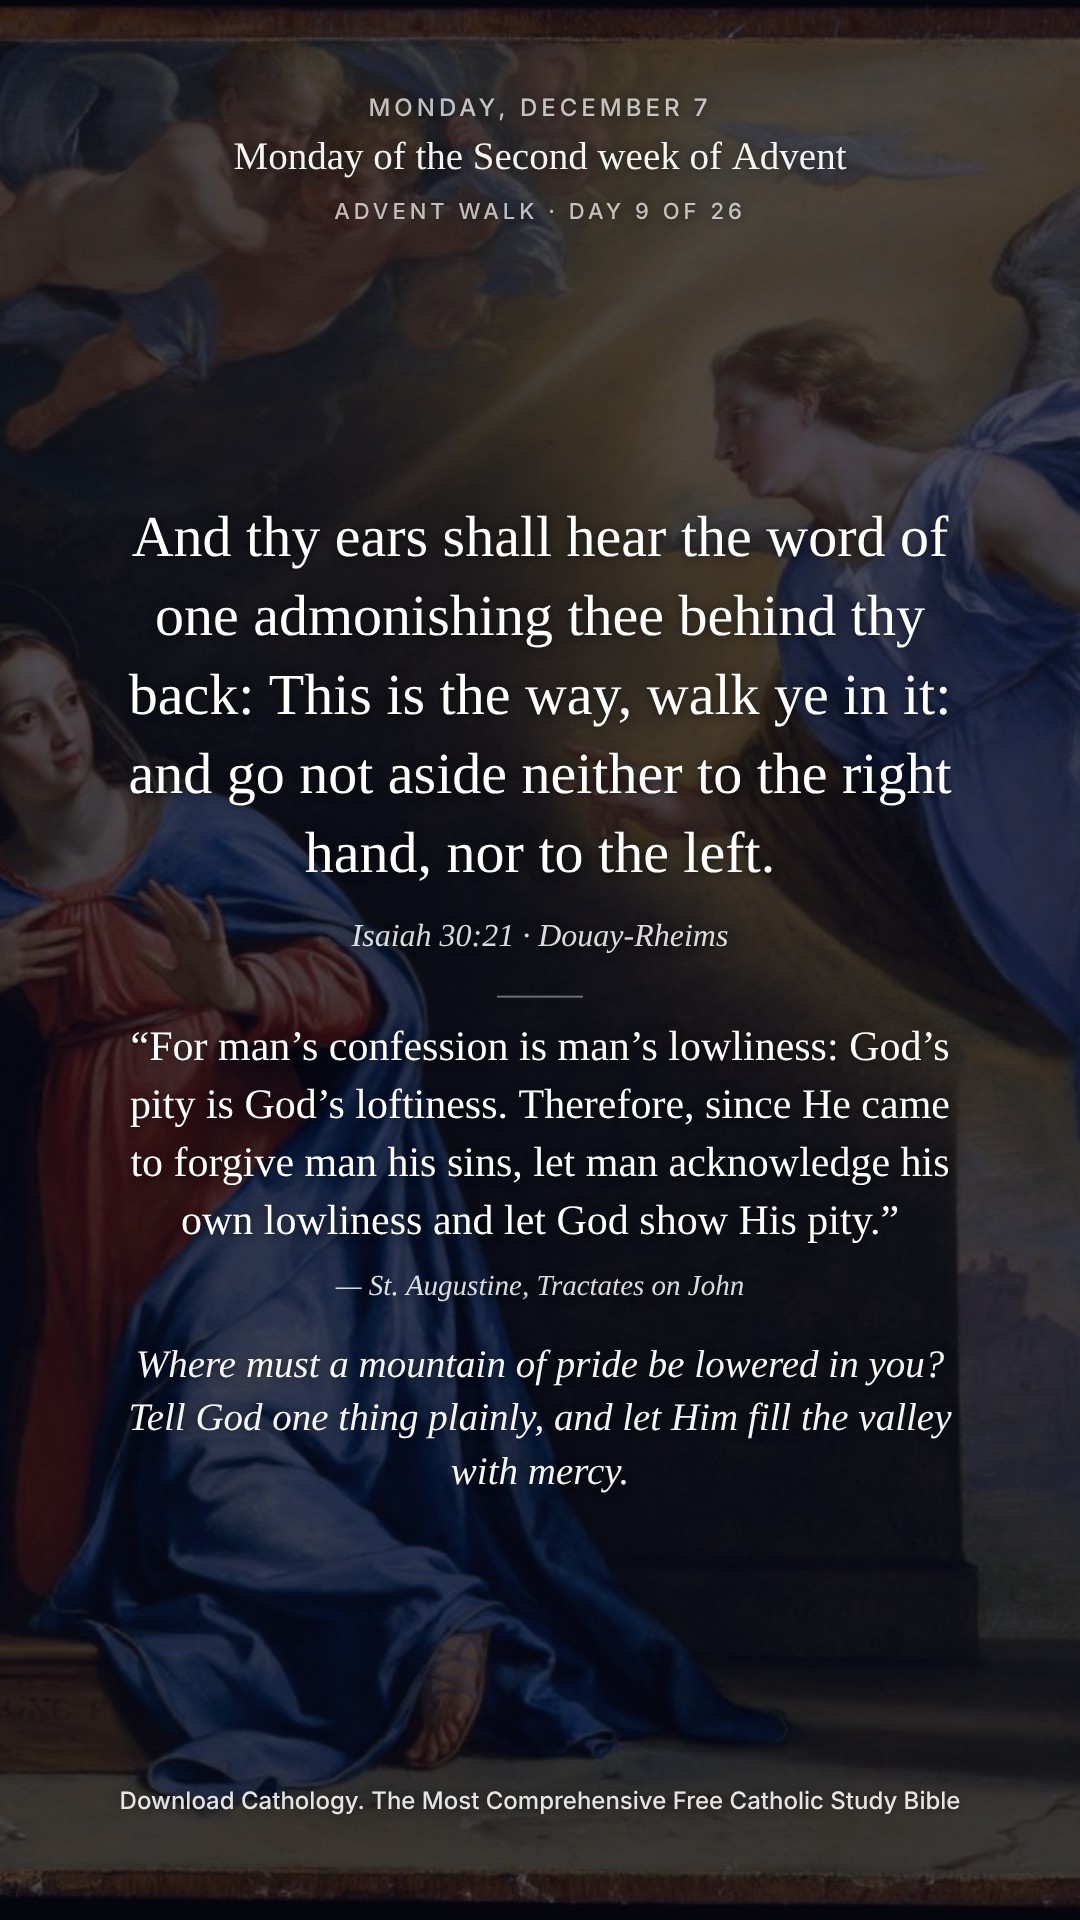 MONDAY, DECEMBER 7
Monday of the Second week of Advent
ADVENT WALK · DAY 9 OF 26
And thy ears shall hear the word of
one admonishing thee behind thy
back: This is the way, walk ye in it:
and go not aside neither to the right
hand, nor to the left.
Isaiah 30:21 · Douay-Rheims
“For man’s confession is man’s lowliness: God’s
pity is God’s loftiness. Therefore, since He came
to forgive man his sins, let man acknowledge his
own lowliness and let God show His pity.”
— St. Augustine, Tractates on John
Where must a mountain of pride be lowered in you?
Tell God one thing plainly, and let Him fill the valley
with mercy.
Download Cathology. The Most Comprehensive Free Catholic Study Bible